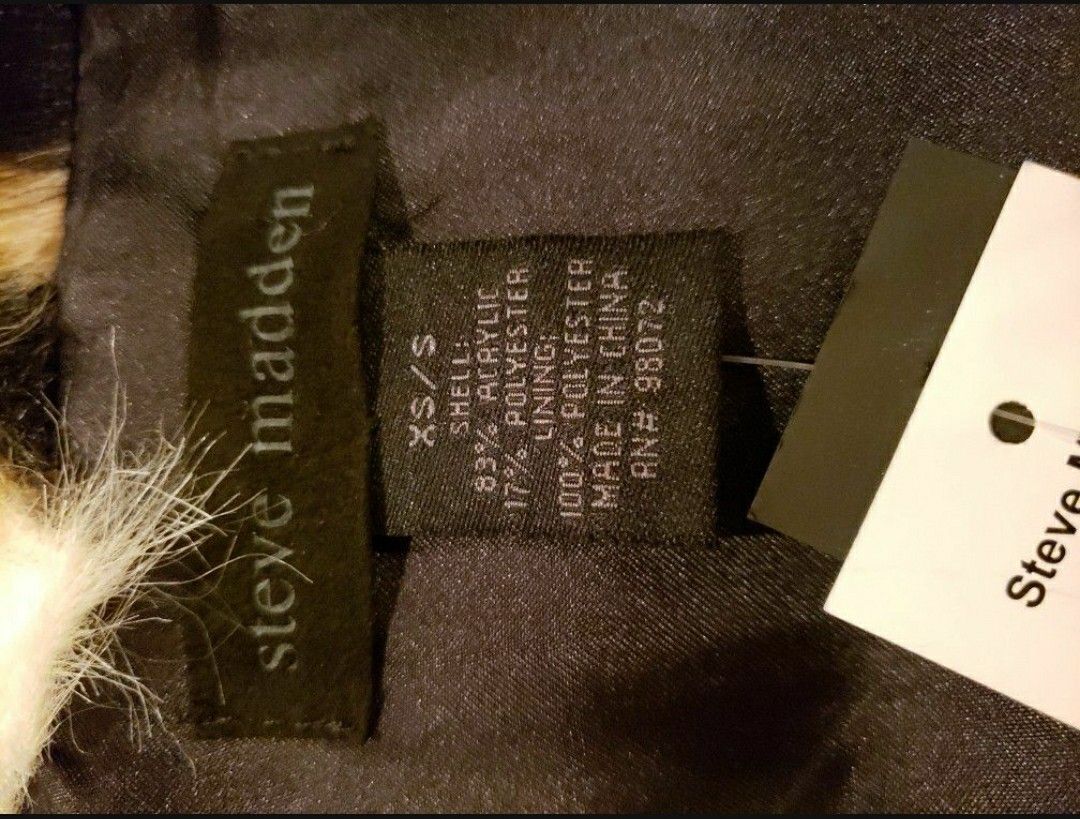 steve madden
XS/S
SHELL:
83% ACRYLIC
17% POLYESTER
LINING:
100% POLYESTER
MADE IN CHINA
RN# 98072
Steve